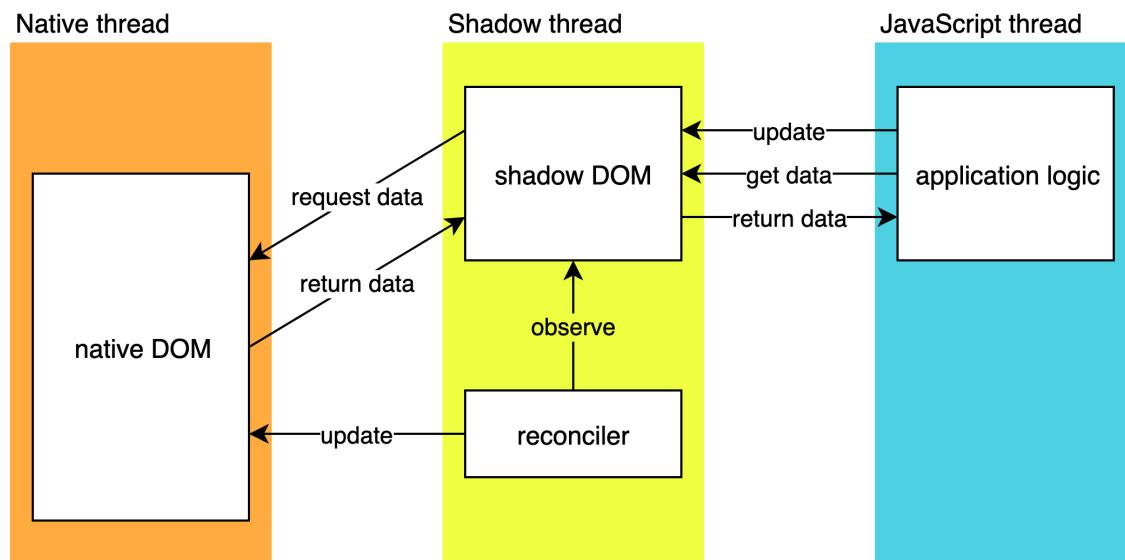 Native thread
Shadow thread
JavaScript thread
update
shadow DOM
get data
application logic
request data
return data
return data
observe
native DOM
update
reconciler